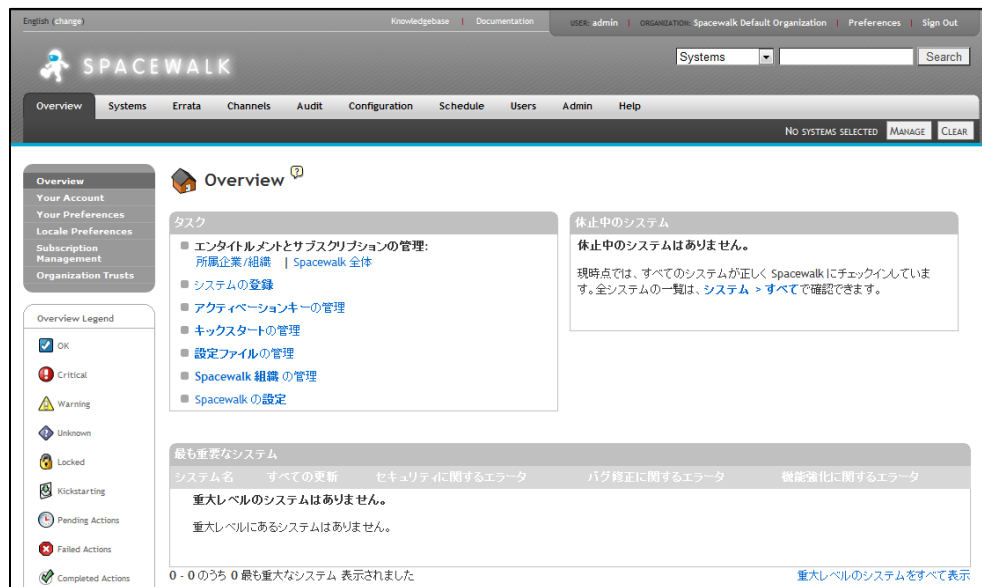 English (change)
Knowledgebase | Documentation
USER: admin | ORGANIZATION: Spacewalk Default Organization | Preferences | Sign Out
SPACEWALK
Systems
Search
Overview Systems Errata Channels Audit Configuration Schedule Users Admin Help
NO SYSTEMS SELECTED MANAGE CLEAR
Overview
Your Account
Your Preferences
Locale Preferences
Subscription
Management
Organization Trusts
Overview Legend
OK
Critical
Warning
Unknown
Locked
Kickstarting
Pending Actions
Failed Actions
Completed Actions
Overview ?
タスク
エンタイトルメントとサブスクリプションの管理:
所属企業/組織 | Spacewalk 全体
システムの登録
アクティベーションキーの管理
キックスタートの管理
設定ファイルの管理
Spacewalk 組織 の管理
Spacewalk の設定
休止中のシステム
休止中のシステムはありません。
現時点では、すべてのシステムが正しく Spacewalk にチェックインしていま
す。全システムの一覧は、システム > すべてで確認できます。
最も重要なシステム
システム名 すべての更新 セキュリティに関するエラータ バグ修正に関するエラータ 機能強化に関するエラータ
重大レベルのシステムはありません。
重大レベルにあるシステムはありません。
0 - 0 のうち 0 最も重大なシステム 表示されました
重大レベルのシステムをすべて表示